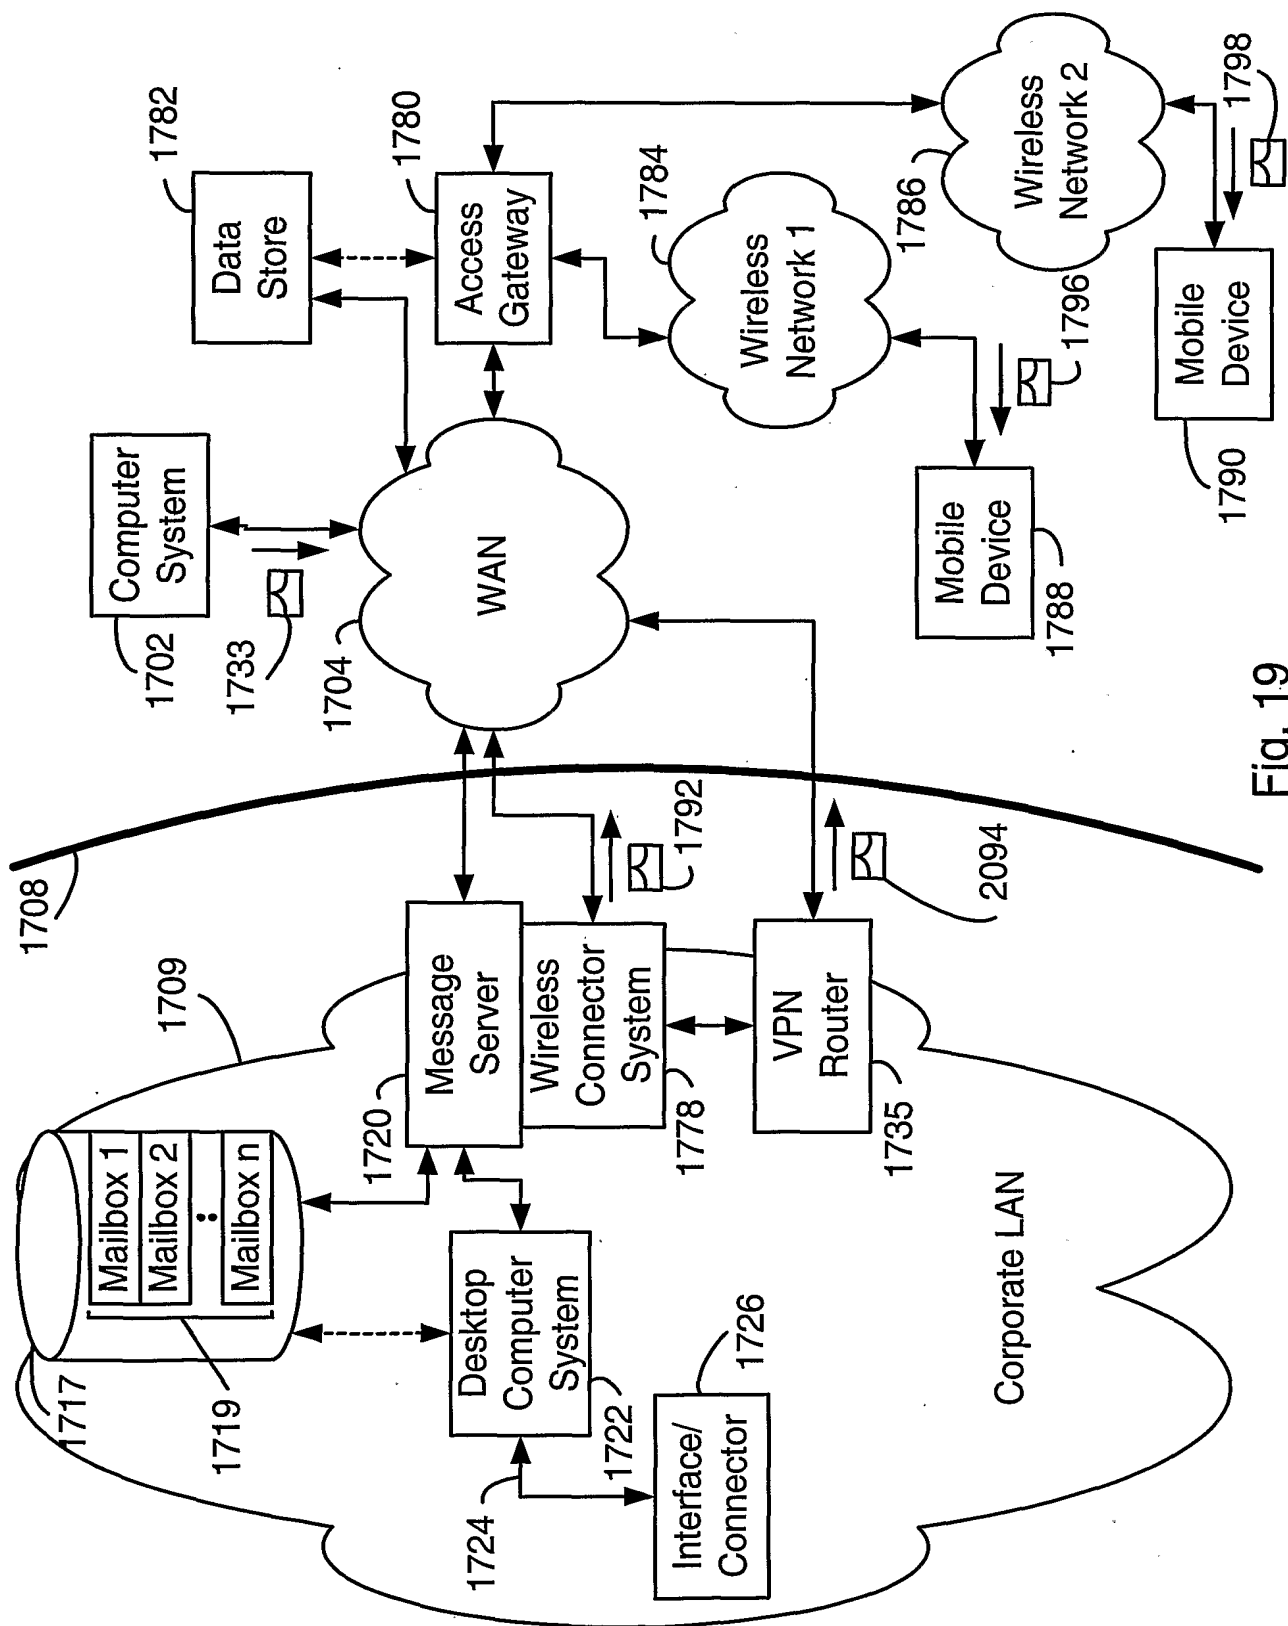 1708
1709
1717
Mailbox 1
Mailbox 2
:
Mailbox n
1719
1720
Message
Server
Wireless
Connector
System
1778
VPN
Router
1735
Desktop
Computer
System
1722
1724
Interface/
Connector
1726
Corporate LAN
1792
2094
Computer
System
1702
1733
1704
WAN
Data
Store
1782
Access
Gateway
1780
Wireless
Network 1
1784
Wireless
Network 2
1786
Mobile
Device
1788
1796
Mobile
Device
1790
1798
Fig. 19